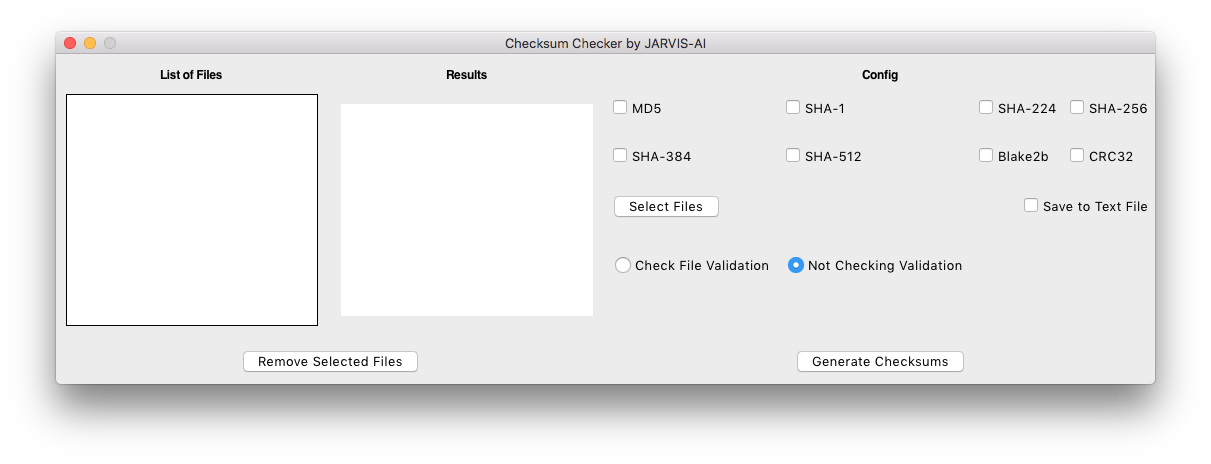 Checksum Checker by JARVIS-AI
List of Files
Results
Config
MD5
SHA-1
SHA-224
SHA-256
SHA-384
SHA-512
Blake2b
CRC32
Select Files
Save to Text File
Check File Validation
Not Checking Validation
Remove Selected Files
Generate Checksums